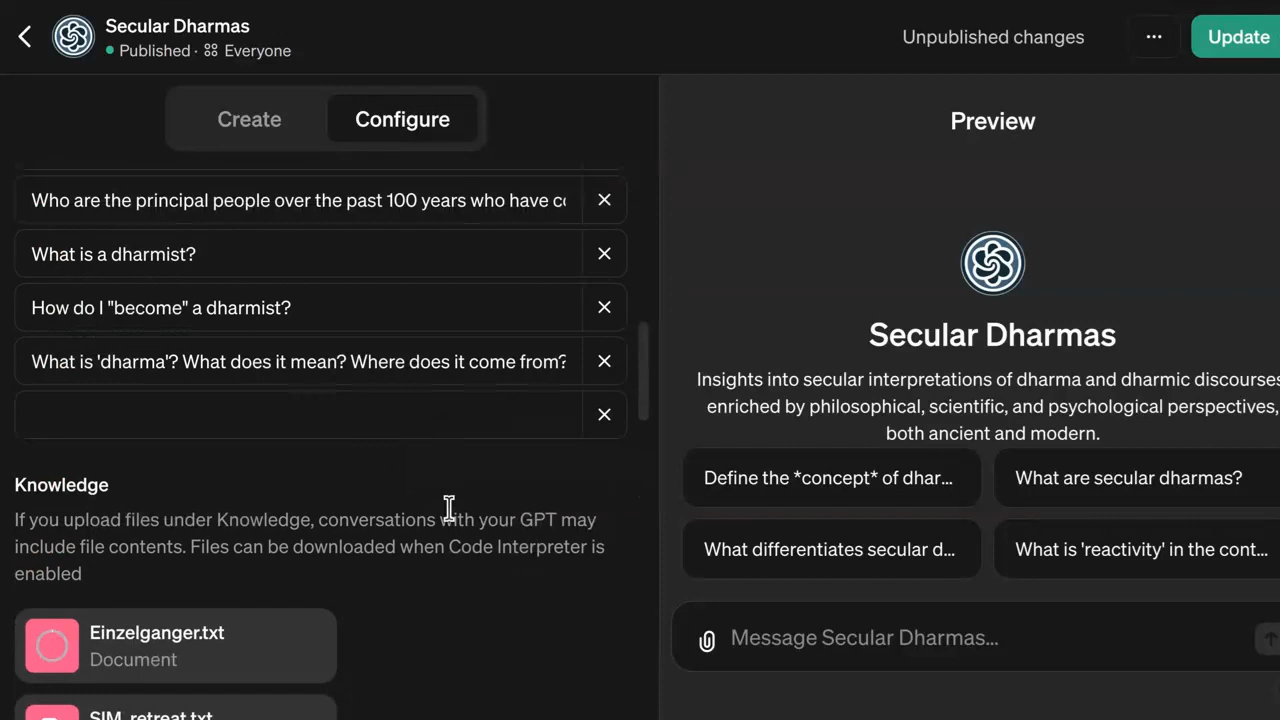 Secular Dharmas
Published · Everyone
Unpublished changes
Update
Create
Configure
Who are the principal people over the past 100 years who have
What is a dharmist?
How do I "become" a dharmist?
What is 'dharma'? What does it mean? Where does it come from?
Knowledge
If you upload files under Knowledge, conversations with your GPT may
include file contents. Files can be downloaded when Code Interpreter is
enabled
Einzelganger.txt
Document
SIM_retreat.txt
Preview
Secular Dharmas
Insights into secular interpretations of dharma and dharmic discourses
enriched by philosophical, scientific, and psychological perspectives,
both ancient and modern.
Define the *concept* of dhar...
What are secular dharmas?
What differentiates secular d...
What is 'reactivity' in the cont...
Message Secular Dharmas...